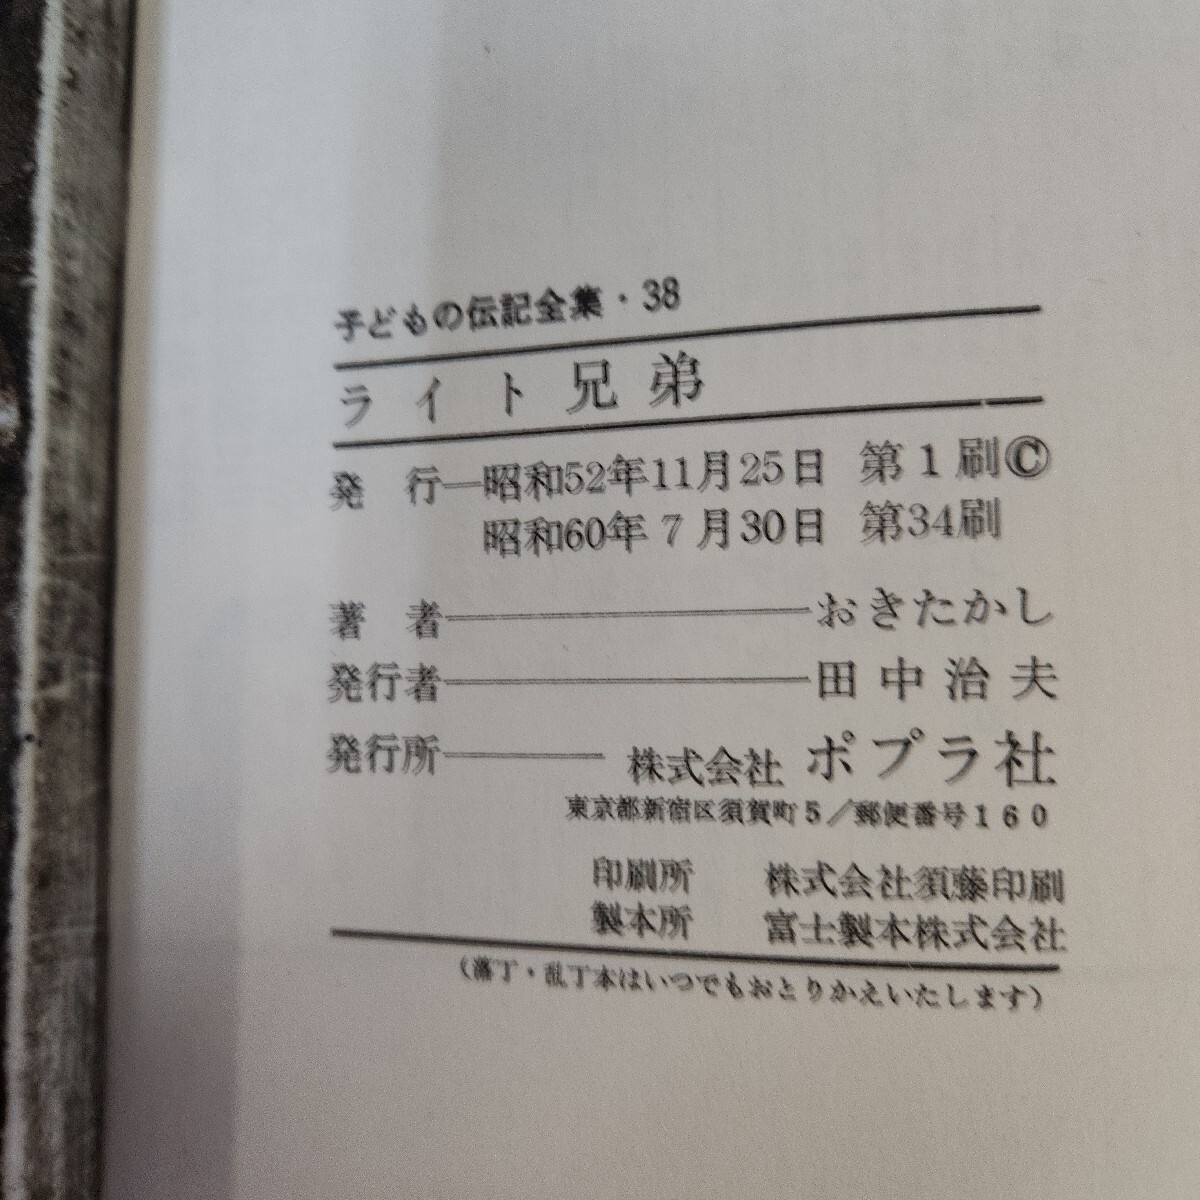 子どもの伝記全集・38
ライト兄弟
発行―昭和52年11月25日 第1刷©
昭和60年7月30日 第34刷
著者――おきたかし
発行者――田中治夫
発行所――株式会社ポプラ社
東京都新宿区須賀町5／郵便番号160
印刷所 株式会社須藤印刷
製本所 富士製本株式会社
（落丁・乱丁本はいつでもおとりかえいたします）